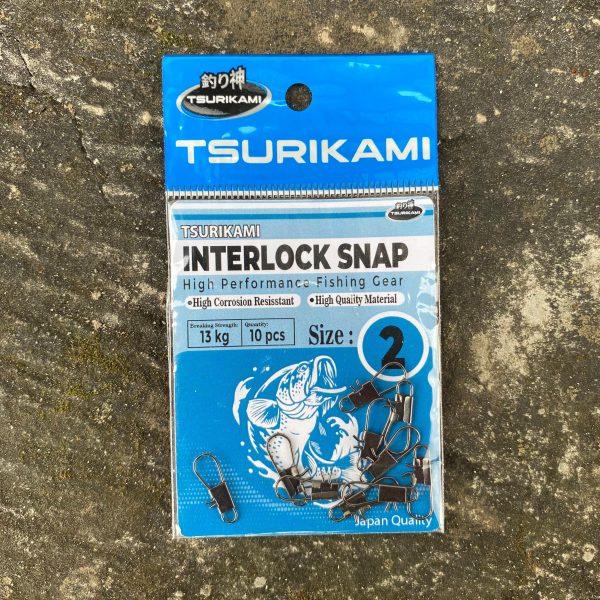 釣り神
TSURIKAMI
TSURIKAMI
釣り神
TSURIKAMI
TSURIKAMI
INTERLOCK SNAP
High Performance Fishing Gear
•High Corrosion Resisstant •High Quality Material
Breaking Strength: 13 kg
Quantity: 10 pcs
Size : 2
Japan Quality